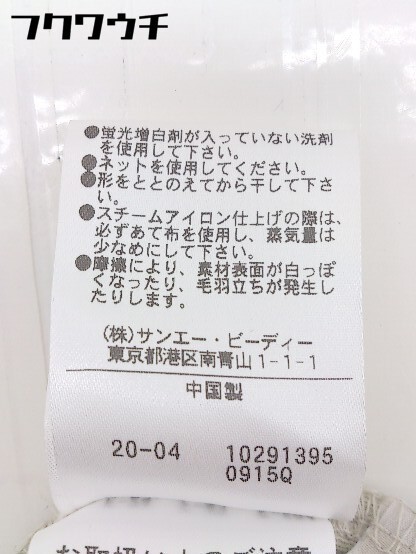 フクワウチ
●蛍光増白剤が入っていない洗剤
を使用して下さい。
●ネットを使用してください。
●形をととのえてから干して下さ
い。
●スチームアイロン仕上げの際は、
必ずあて布を使用し、蒸気量は
少なめにして下さい。
●摩擦により、素材表面が白っぽ
くなったり、毛羽立ちが発生し
たりします。
(株)サンエー・ビーディー
東京都港区南青山1-1-1
中国製
20-04 10291395
0915Q